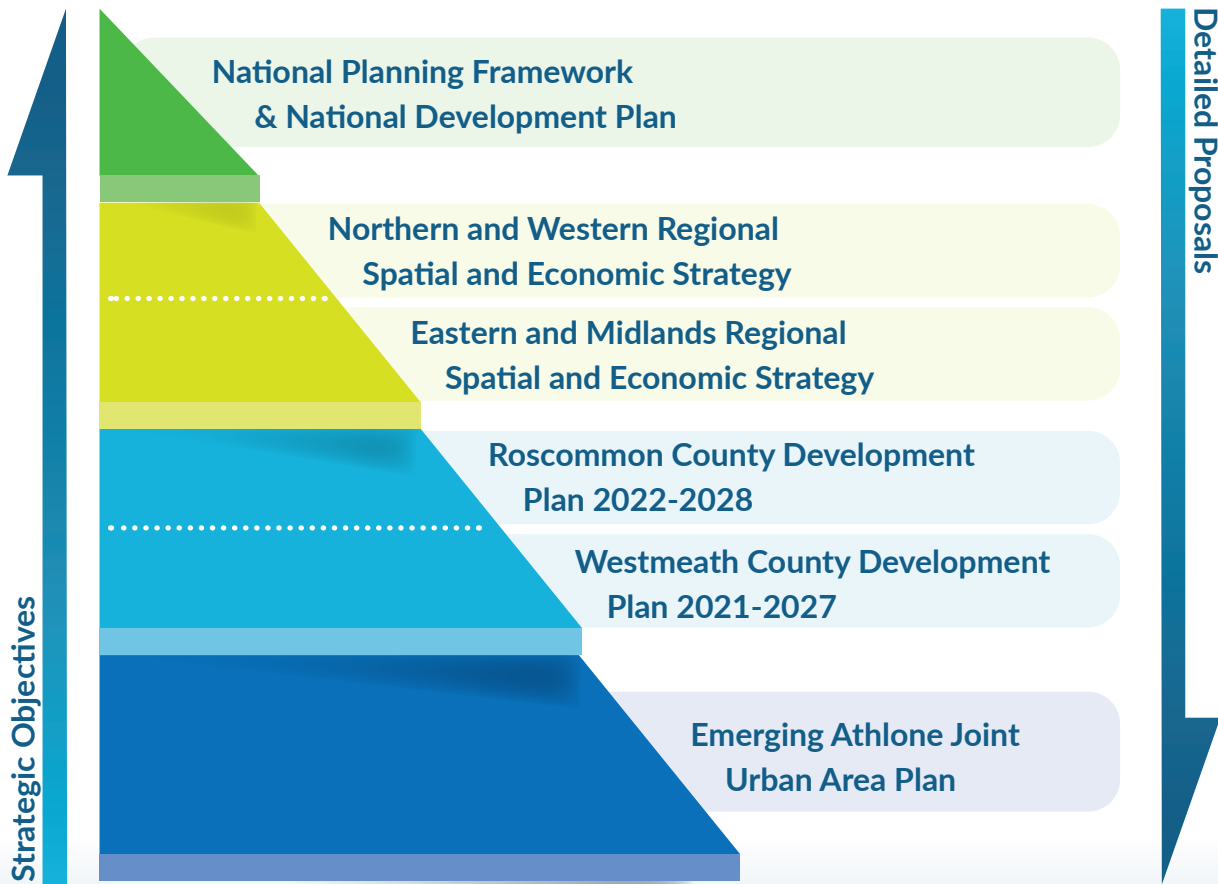 National Planning Framework
& National Development Plan
Northern and Western Regional
Spatial and Economic Strategy
Eastern and Midlands Regional
Spatial and Economic Strategy
Roscommon County Development
Plan 2022-2028
Westmeath County Development
Plan 2021-2027
Emerging Athlone Joint
Urban Area Plan
Strategic Objectives
Detailed Proposals